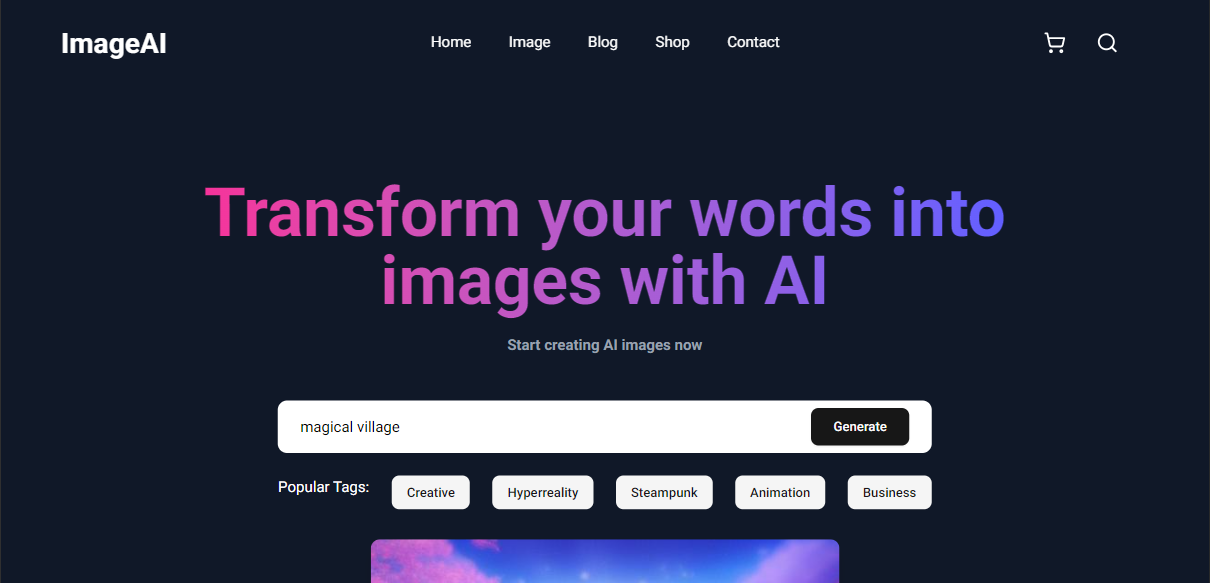 ImageAI
Home Image Blog Shop Contact
Transform your words into
images with AI
Start creating AI images now
magical village
Generate
Popular Tags: Creative Hyperreality Steampunk Animation Business